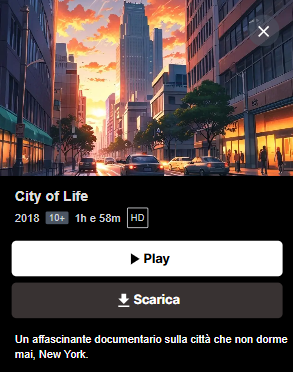 City of Life
2018 10+ 1h e 58m HD
Play
Scarica
Un affascinante documentario sulla città che non dorme
mai, New York.